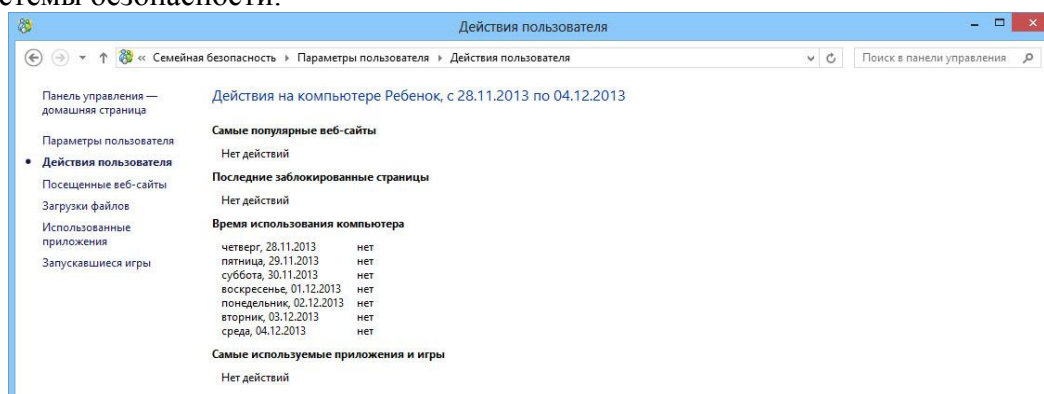 стемы безопасности.
Действия пользователя
« Семейная безопасность ▸ Параметры пользователя ▸ Действия пользователя
Поиск в панели управления
Панель управления —
домашняя страница
Параметры пользователя
• Действия пользователя
Посещенные веб-сайты
Загрузки файлов
Использованные
приложения
Запускавшиеся игры
Действия на компьютере Ребенок, с 28.11.2013 по 04.12.2013
Самые популярные веб-сайты
Нет действий
Последние заблокированные страницы
Нет действий
Время использования компьютера
четверг, 28.11.2013 нет
пятница, 29.11.2013 нет
суббота, 30.11.2013 нет
воскресенье, 01.12.2013 нет
понедельник, 02.12.2013 нет
вторник, 03.12.2013 нет
среда, 04.12.2013 нет
Самые используемые приложения и игры
Нет действий